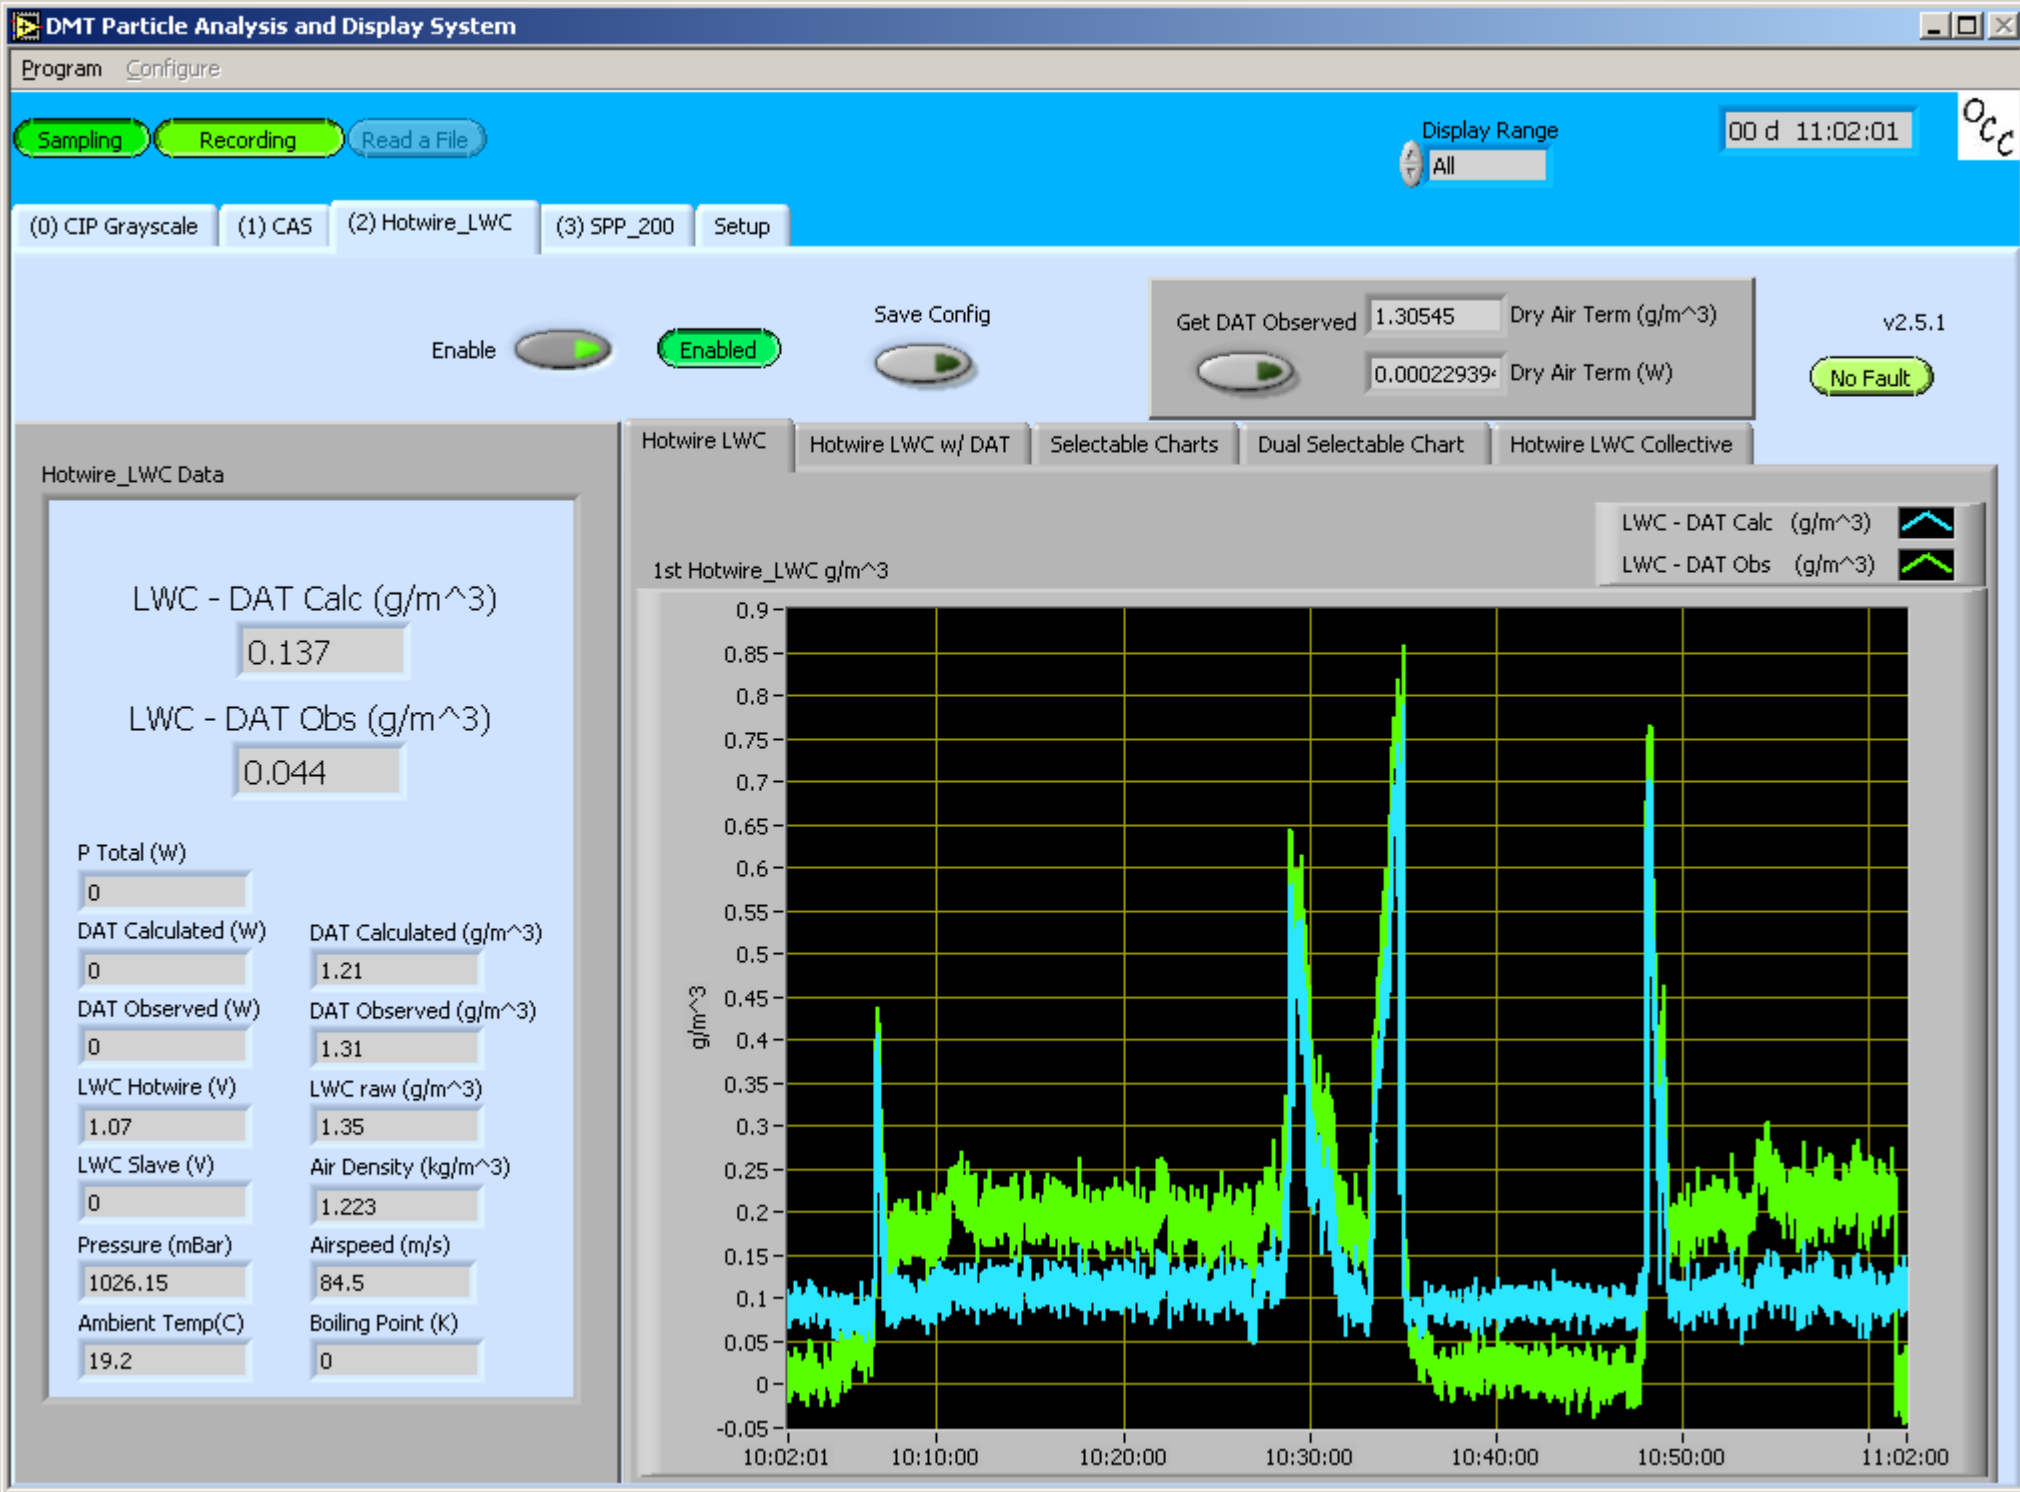 DMT Particle Analysis and Display System
Program Configure
Sampling Recording Read a File
Display Range
All
00 d 11:02:01
OCC
(0) CIP Grayscale (1) CAS (2) Hotwire_LWC (3) SPP_200 Setup
Enable Enabled
Save Config
Get DAT Observed 1.30545 Dry Air Term (g/m^3)
0.00022939 Dry Air Term (W)
v2.5.1
No Fault
Hotwire_LWC Data
LWC - DAT Calc (g/m^3)
0.137
LWC - DAT Obs (g/m^3)
0.044
P Total (W)
0
DAT Calculated (W) DAT Calculated (g/m^3)
0 1.21
DAT Observed (W) DAT Observed (g/m^3)
0 1.31
LWC Hotwire (V) LWC raw (g/m^3)
1.07 1.35
LWC Slave (V) Air Density (kg/m^3)
0 1.223
Pressure (mBar) Airspeed (m/s)
1026.15 84.5
Ambient Temp(C) Boiling Point (K)
19.2 0
Hotwire LWC Hotwire LWC w/ DAT Selectable Charts Dual Selectable Chart Hotwire LWC Collective
LWC - DAT Calc (g/m^3)
LWC - DAT Obs (g/m^3)
1st Hotwire_LWC g/m^3
g/m^3
0.9
0.85
0.8
0.75
0.7
0.65
0.6
0.55
0.5
0.45
0.4
0.35
0.3
0.25
0.2
0.15
0.1
0.05
0
-0.05
10:02:01 10:10:00 10:20:00 10:30:00 10:40:00 10:50:00 11:02:00